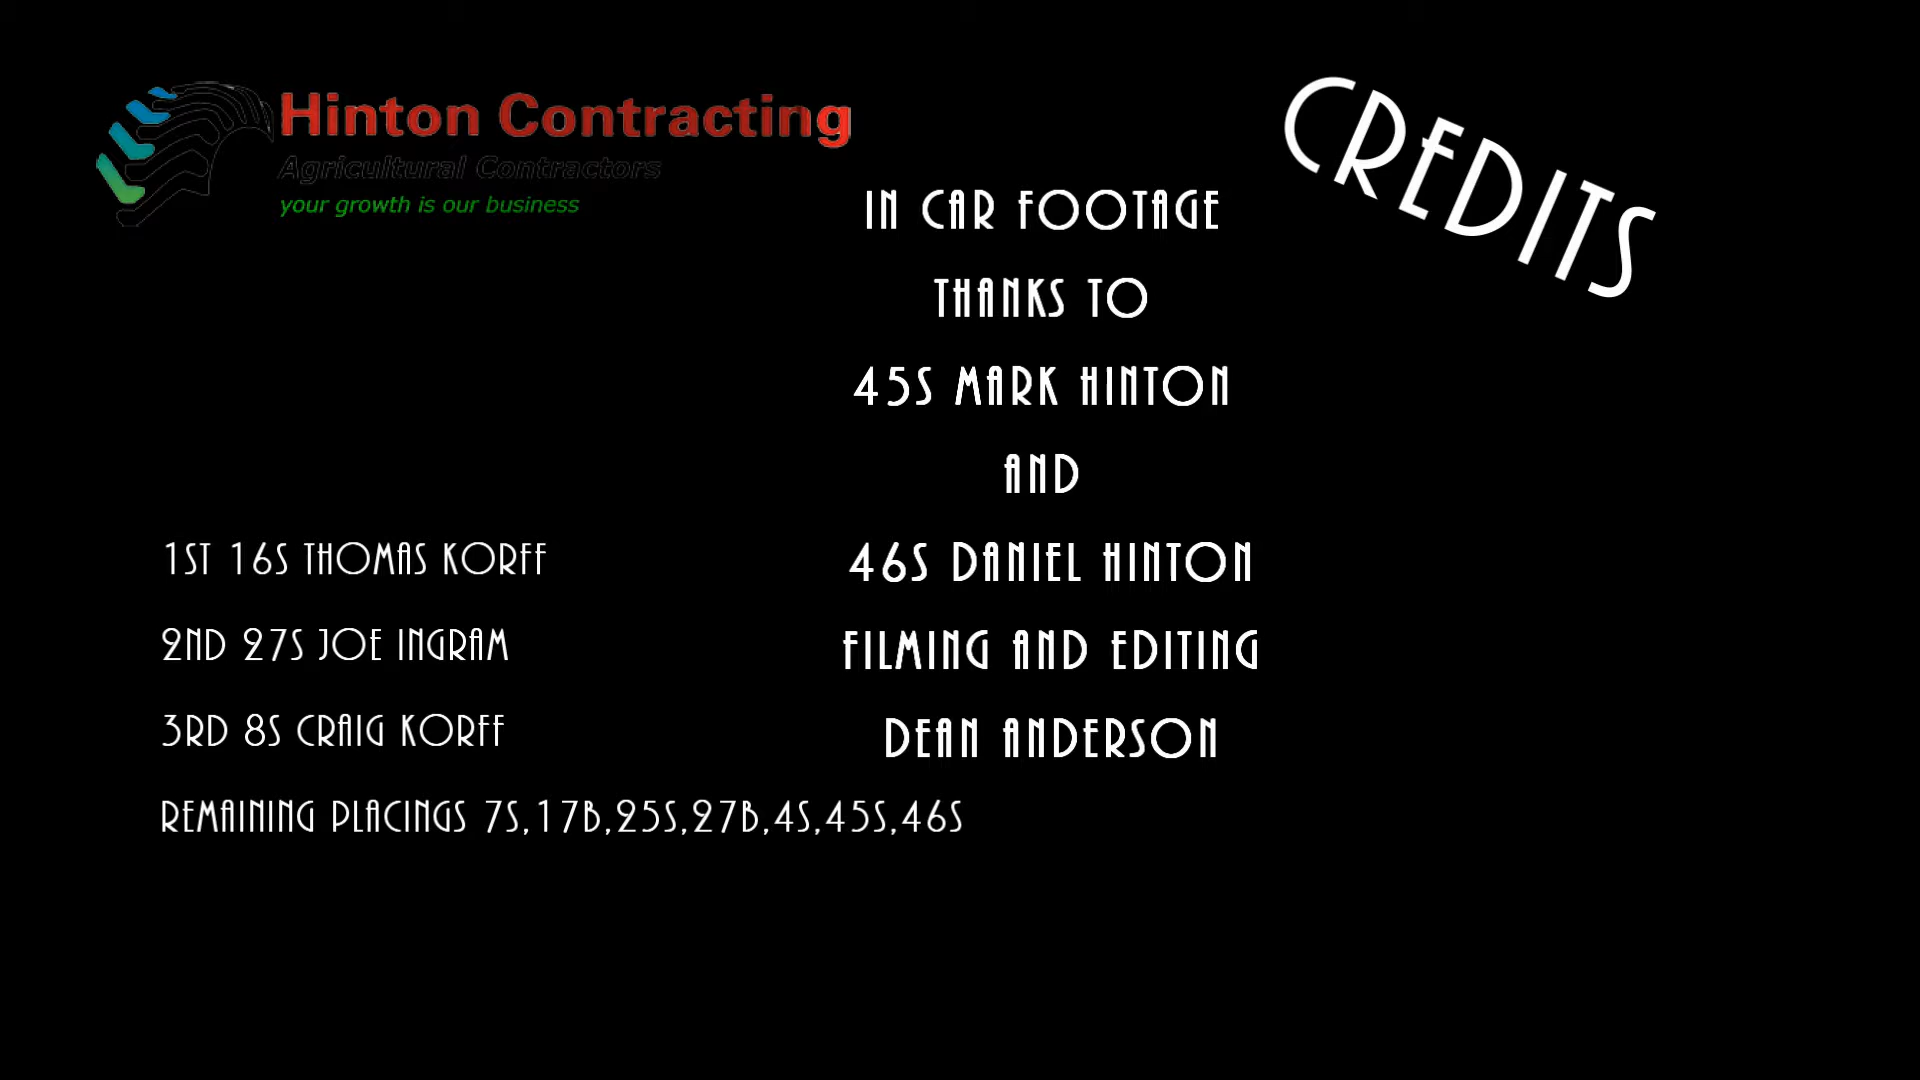 Hinton Contracting
Agricultural Contractors
your growth is our business
CREDITS
IN CAR FOOTAGE
THANKS TO
45S MARK HINTON
AND
46S DANIEL HINTON
FILMING AND EDITING
DEAN ANDERSON
1ST 16S THOMAS KORFF
2ND 27S JOE INGRAM
3RD 8S CRAIG KORFF
REMAINING PLACINGS 7S,17B,25S,27B,4S,45S,46S